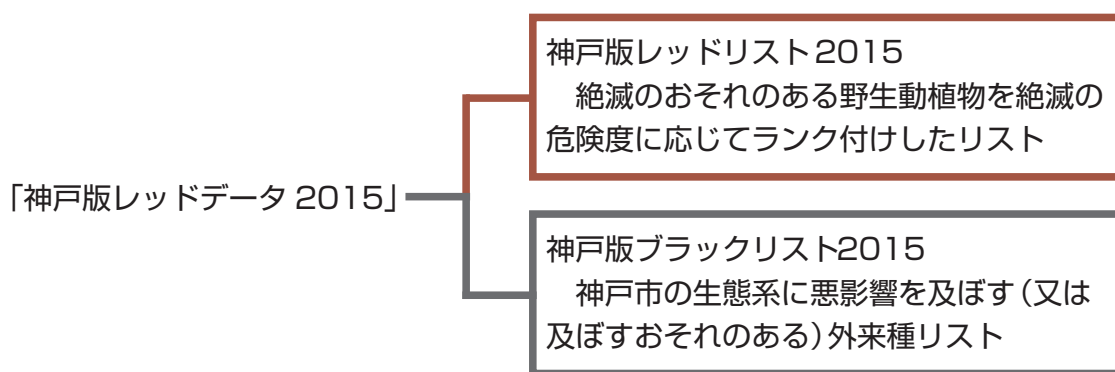 神戸版レッドリスト2015
絶滅のおそれのある野生動植物を絶滅の
危険度に応じてランク付けしたリスト
「神戸版レッドデータ 2015」
神戸版ブラックリスト2015
神戸市の生態系に悪影響を及ぼす(又は
及ぼすおそれのある)外来種リスト